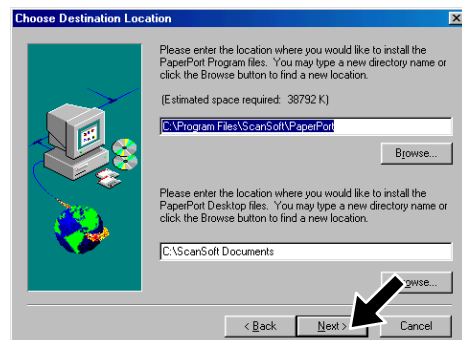 Choose Destination Location
Please enter the location where you would like to install the
PaperPort Program files. You may type a new directory name or
click the Browse button to find a new location.
(Estimated space required: 38792 K)
C:\Program Files\ScanSoft\PaperPort
Browse...
Please enter the location where you would like to install the
PaperPort Desktop files. You may type a new directory name or
click the Browse button to find a new location.
C:\ScanSoft Documents
< Back Next > Cancel